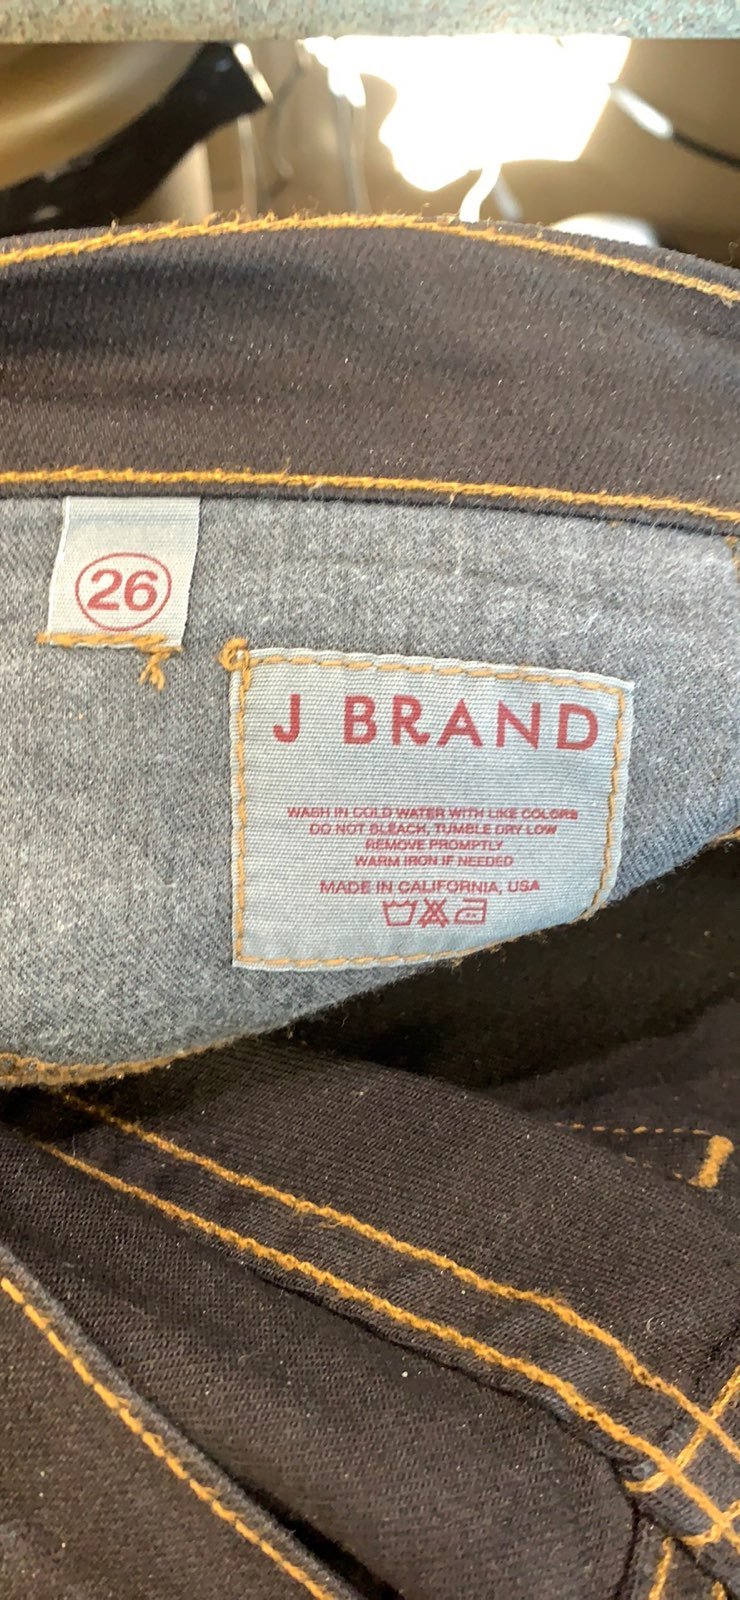 26
J BRAND
WASH IN COLD WATER WITH LIKE COLORS
DO NOT BLEACH, TUMBLE DRY LOW
REMOVE PROMPTLY
WARM IRON IF NEEDED
MADE IN CALIFORNIA, USA